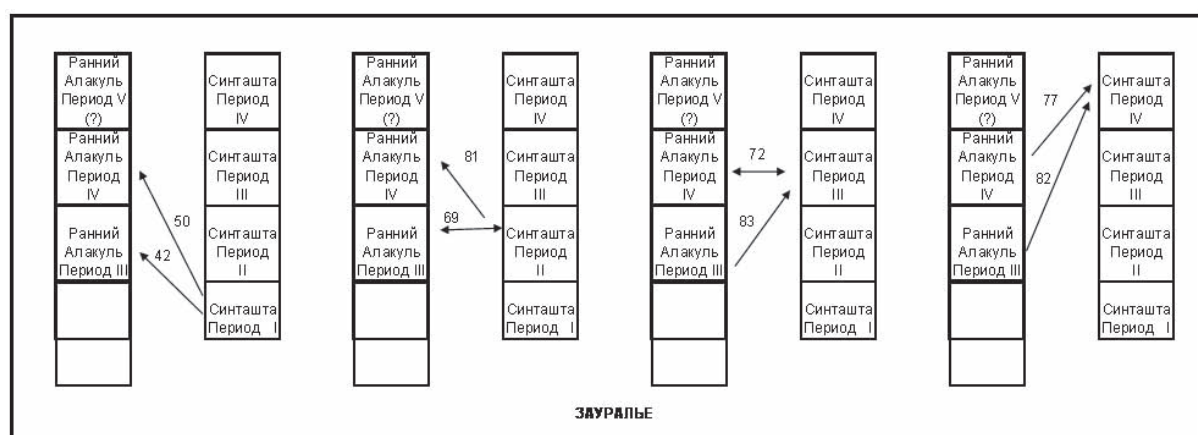 Ранний
Алакуль
Период V
(?)
Ранний
Алакуль
Период
IV
Ранний
Алакуль
Период III
50
42
Синташта
Период
IV
Синташта
Период
III
Синташта
Период
II
Синташта
Период I
Ранний
Алакуль
Период V
(?)
Ранний
Алакуль
Период
IV
Ранний
Алакуль
Период III
81
69
Синташта
Период
IV
Синташта
Период
III
Синташта
Период
II
Синташта
Период I
Ранний
Алакуль
Период V
(?)
Ранний
Алакуль
Период
IV
Ранний
Алакуль
Период III
72
83
Синташта
Период
IV
Синташта
Период
III
Синташта
Период
II
Синташта
Период I
Ранний
Алакуль
Период V
(?)
Ранний
Алакуль
Период
IV
Ранний
Алакуль
Период III
77
82
Синташта
Период
IV
Синташта
Период
III
Синташта
Период
II
Синташта
Период I
ЗАУРАЛЬЕ